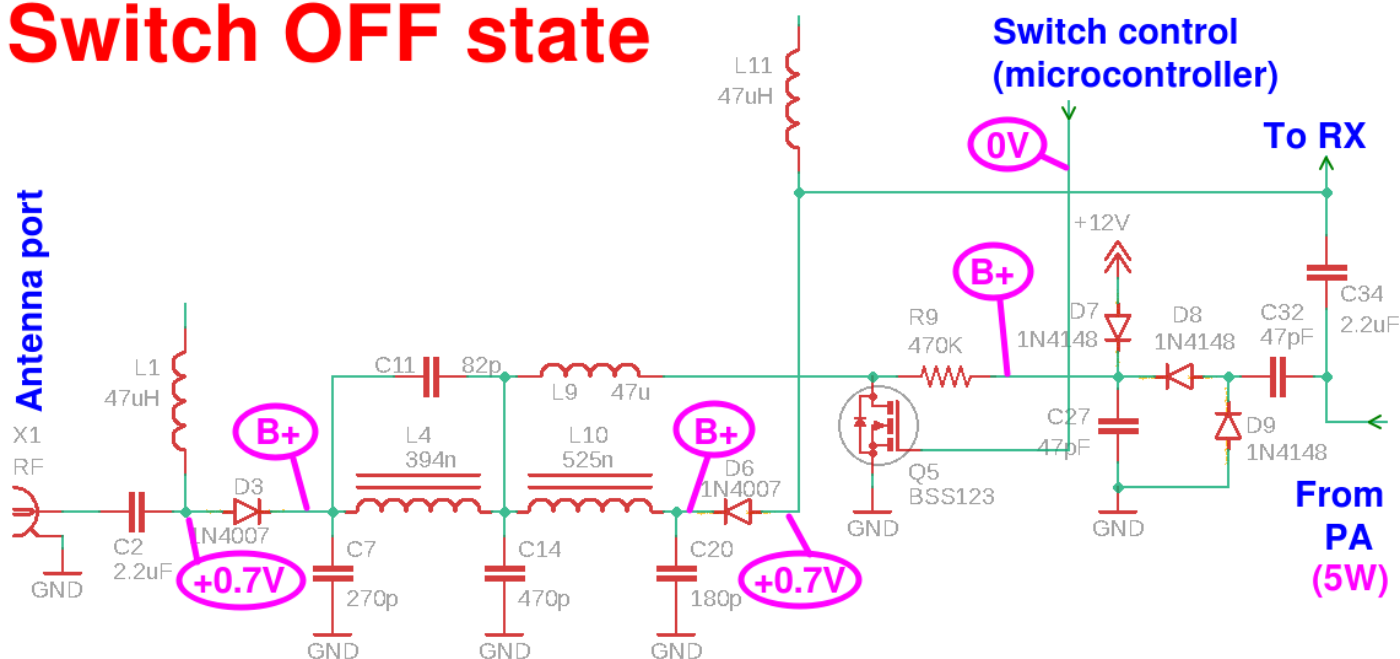 Switch OFF state
Switch control
(microcontroller)
L11
47uH
0V
To RX
+12V
Antenna port
B+
C34
2.2uF
R9
470K
D7
1N4148
D8
1N4148
C32
47pF
L1
47uH
C11
82p
L9
47u
X1
RF
B+
L4
394n
L10
525n
B+
C27
47pF
D9
1N4148
D3
1N4007
D6
1N4007
Q5
BSS123
GND
GND
From
PA
(5W)
C2
2.2uF
GND
+0.7V
C7
270p
C14
470p
C20
180p
+0.7V
GND
GND
GND